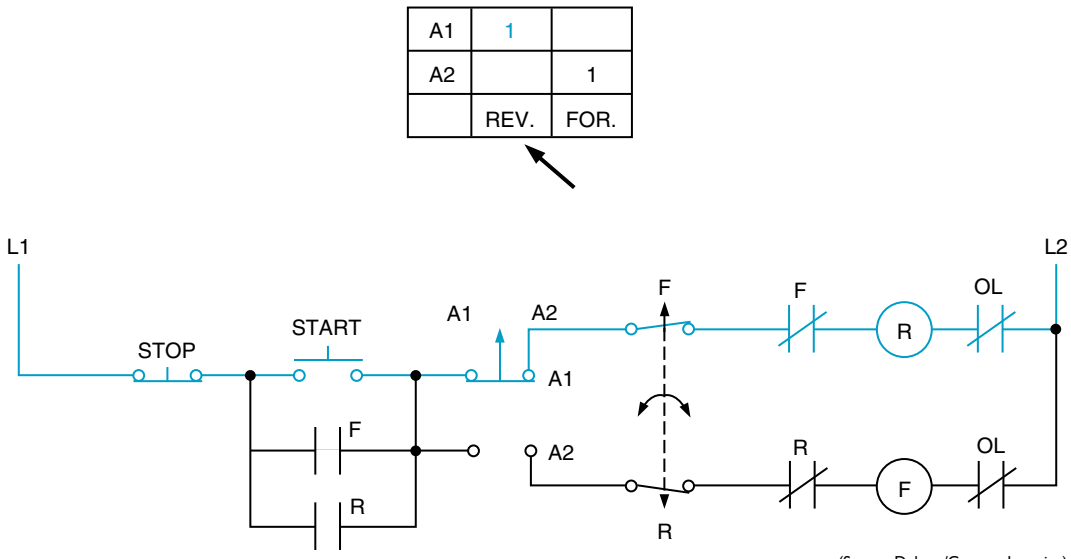 A1 1
A2 1
REV. FOR.
L1
L2
STOP
START
A1
A2
A1
F
F
R
OL
F
R
A2
R
R
F
OL